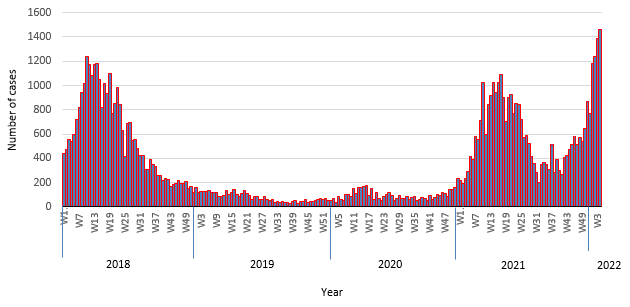 1600
1400
1200
1000
800
600
400
200
0
Number of cases
W1.
W7
W13
W19
W25
W31
W37
W43
W49
W3
W9
W15
W21
W27
W33
W39
W45
W51
W5
W11
W17
W23
W29
W35
W41
W47
W1.
W7
W13
W19
W25
W31
W37
W43
W49
W3
2018
2019
2020
2021
2022
Year